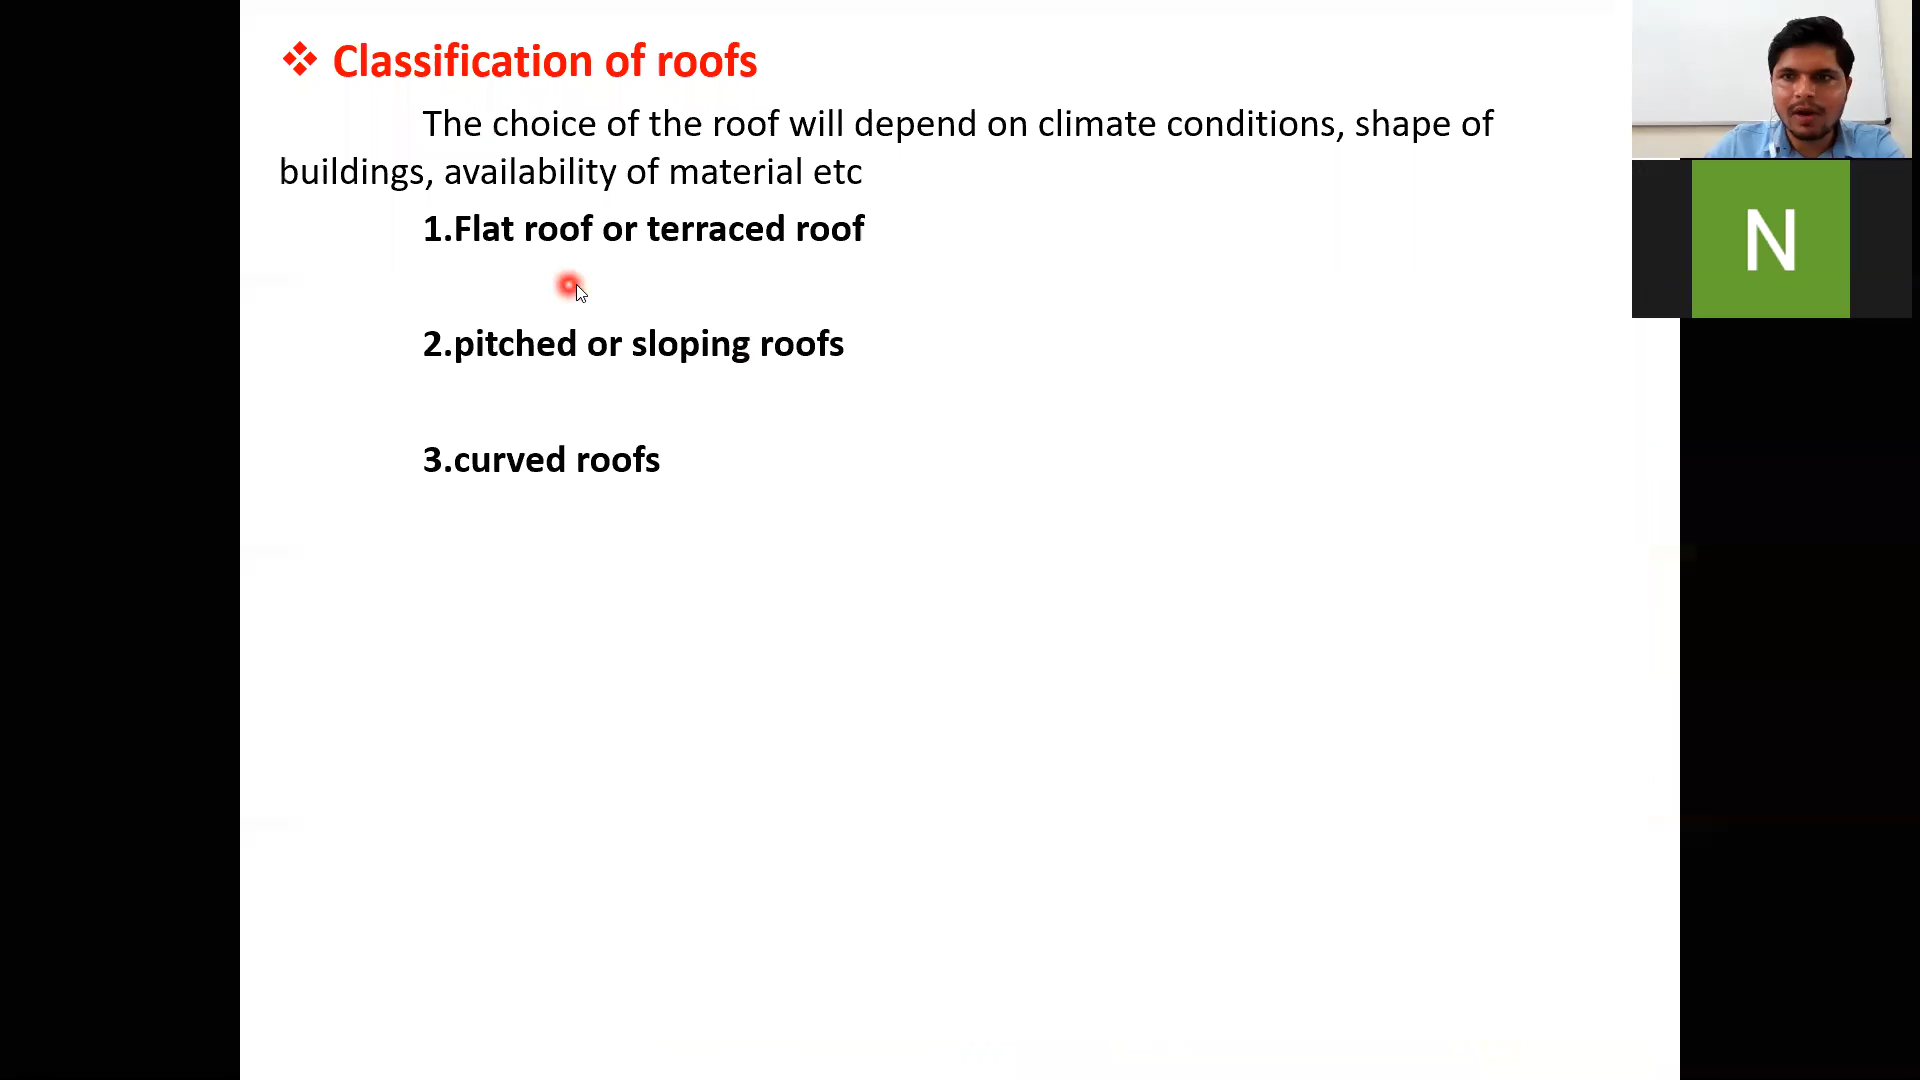 Classification of roofs
The choice of the roof will depend on climate conditions, shape of
buildings, availability of material etc
1.Flat roof or terraced roof
2.pitched or sloping roofs
3.curved roofs
N